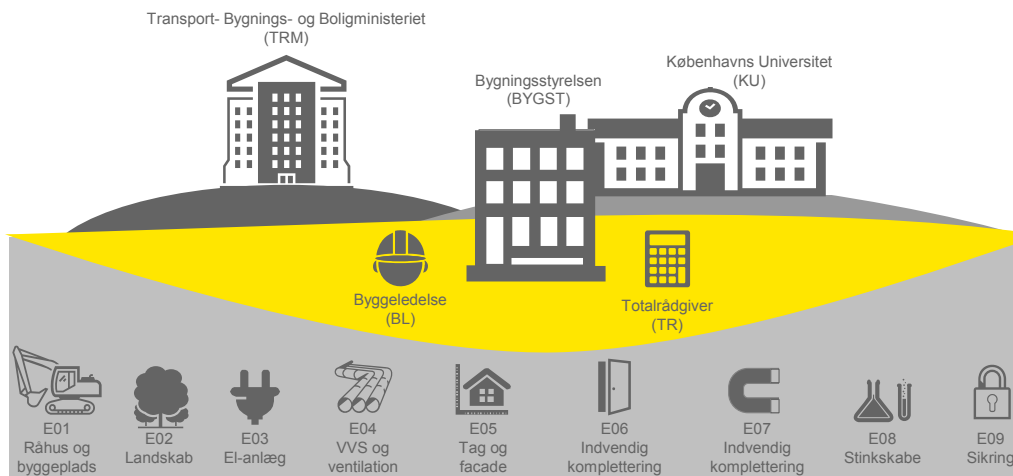 Transport- Bygnings- og Boligministeriet
(TRM)
Bygningsstyrelsen
(BYGST)
Københavns Universitet
(KU)
Byggeledelse
(BL)
Totalrådgiver
(TR)
E01
Råhus og
byggeplads
E02
Landskab
E03
El-anlæg
E04
VVS og
ventilation
E05
Tag og
facade
E06
Indvendig
komplettering
E07
Indvendig
komplettering
E08
Stinkskabe
E09
Sikring